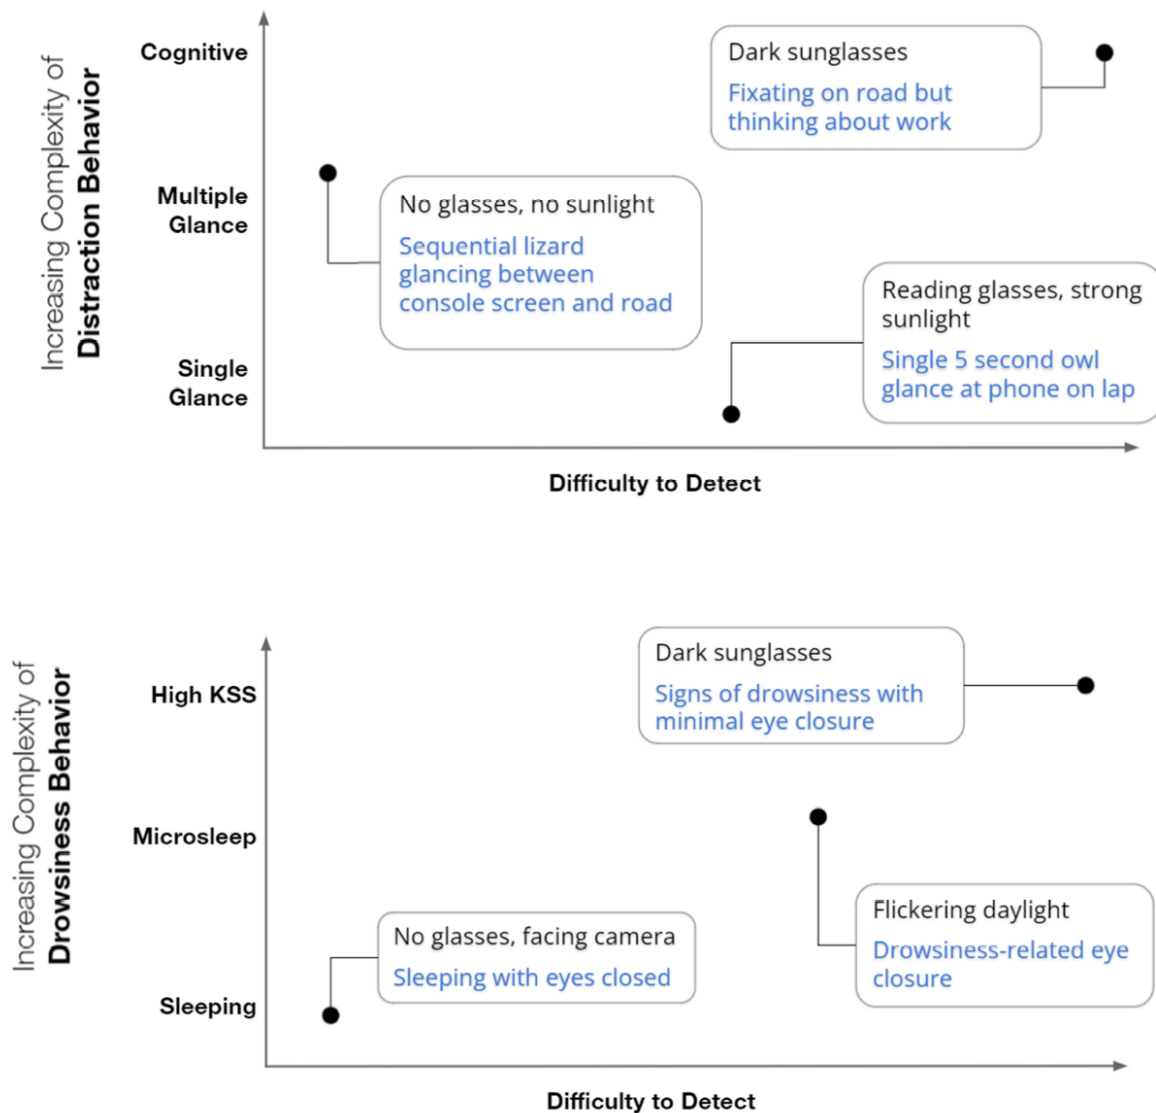 Increasing Complexity of
Distraction Behavior
Cognitive
Multiple
Glance
Single
Glance
Dark sunglasses
Fixating on road but
thinking about work
No glasses, no sunlight
Sequential lizard
glancing between
console screen and road
Reading glasses, strong
sunlight
Single 5 second owl
glance at phone on lap
Difficulty to Detect
Increasing Complexity of
Drowsiness Behavior
High KSS
Microsleep
Sleeping
Dark sunglasses
Signs of drowsiness with
minimal eye closure
Flickering daylight
Drowsiness-related eye
closure
No glasses, facing camera
Sleeping with eyes closed
Difficulty to Detect